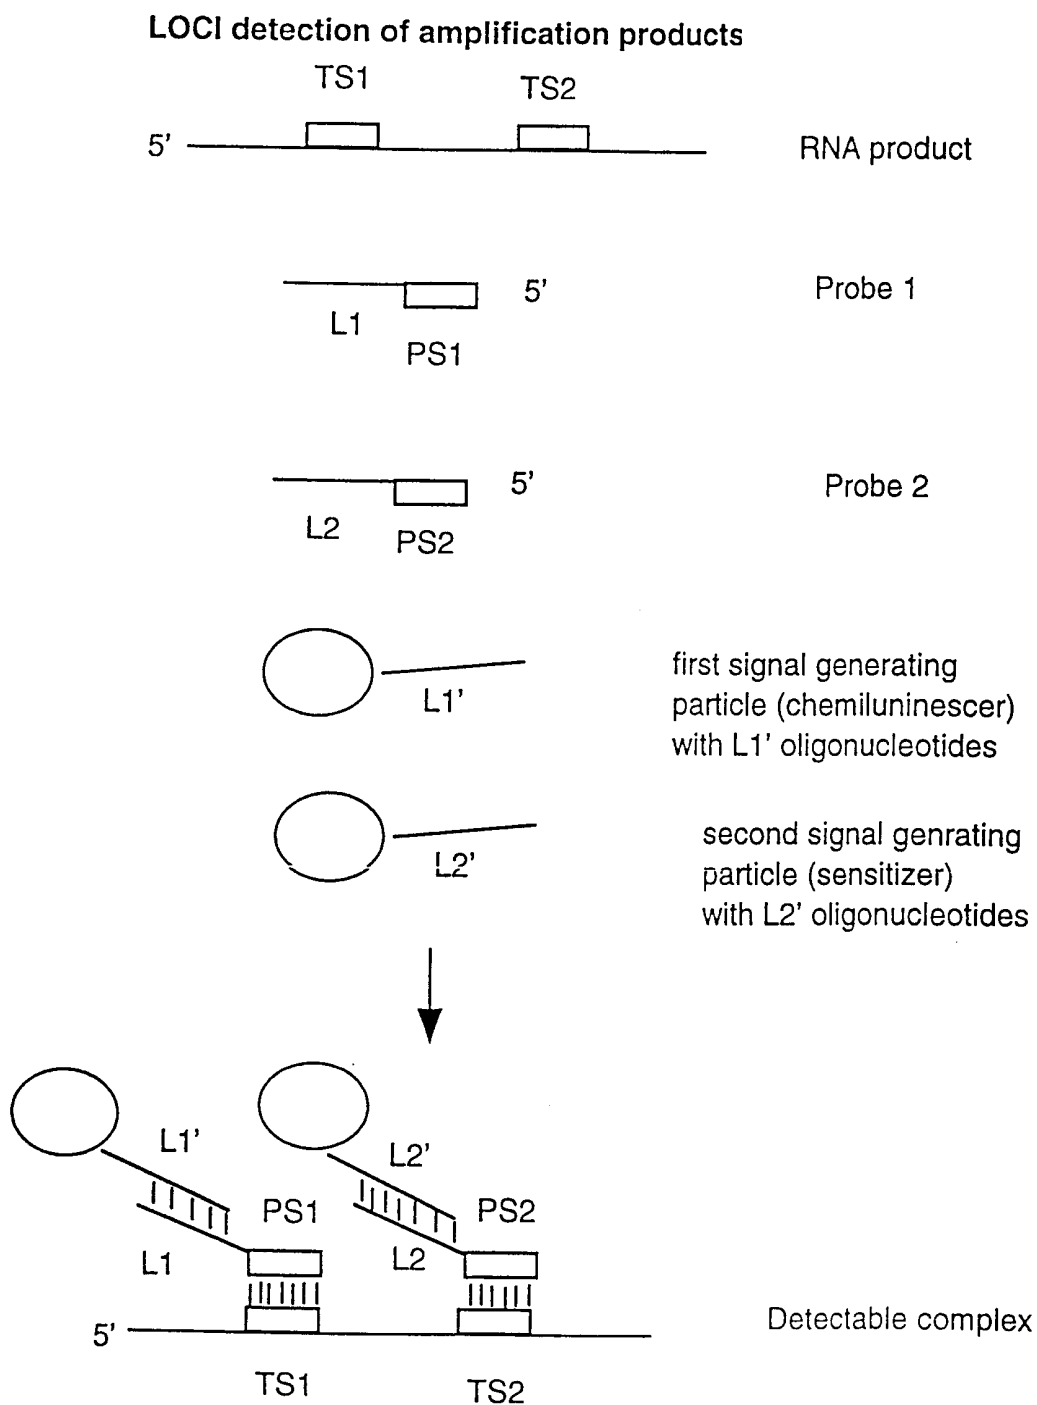 LOCI detection of amplification products
TS1 TS2
5' RNA product
5' Probe 1
L1
PS1
5' Probe 2
L2 PS2
first signal generating
particle (chemiluninescer)
with L1' oligonucleotides
L1'
second signal genrating
particle (sensitizer)
with L2' oligonucleotides
L2'
L1' L2'
PS1 PS2
L1 L2
5' Detectable complex
TS1 TS2